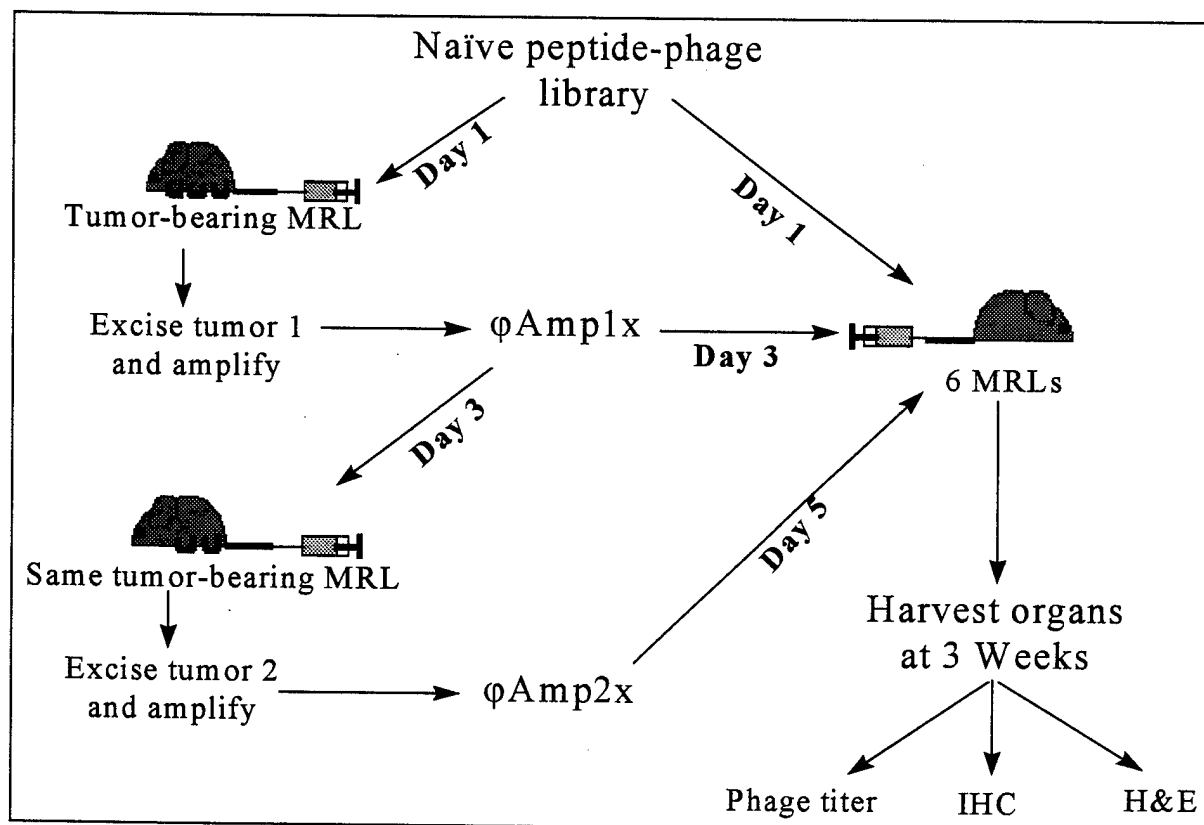 Naïve peptide-phage
library
Day 1
Day 1
Tumor-bearing MRL
Excise tumor 1
and amplify
φAmp1x
Day 3
6 MRLs
Day 3
Same tumor-bearing MRL
Day 5
Excise tumor 2
and amplify
φAmp2x
Harvest organs
at 3 Weeks
Phage titer
IHC
H&E